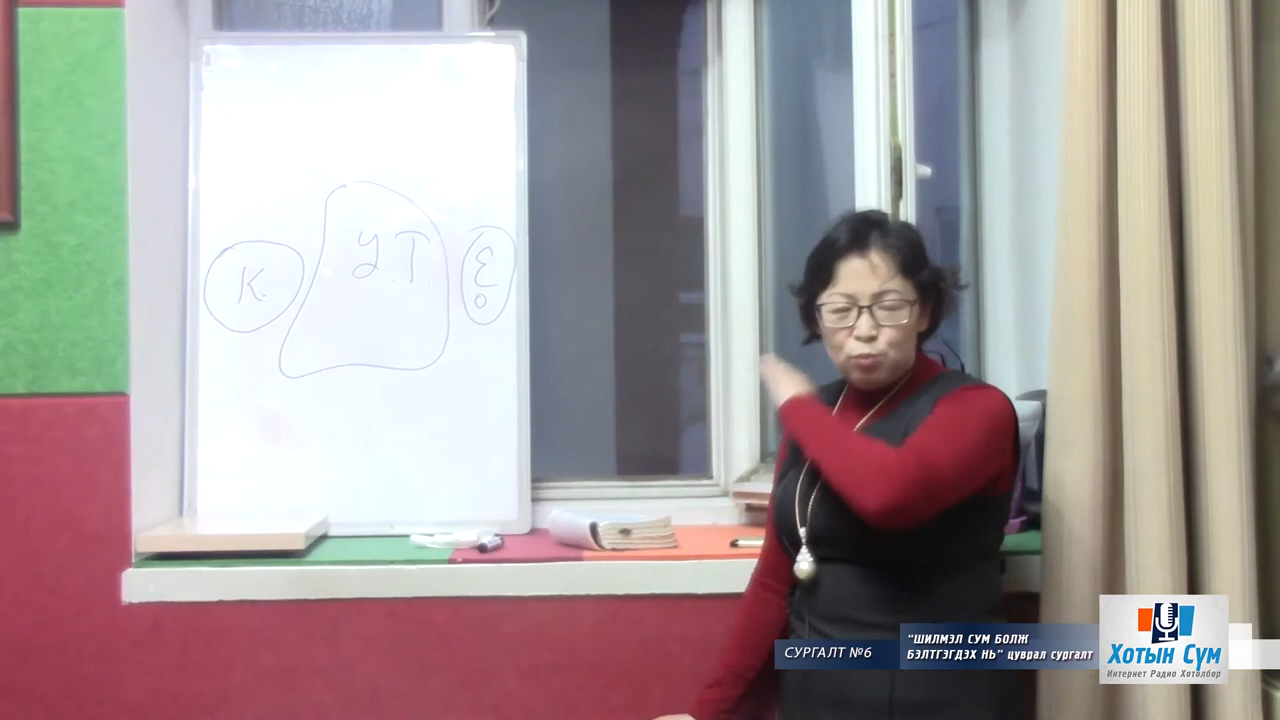 К.
У.Т.
СУРГАЛТ №6
"ШИЛМЭЛ СУМ БОЛЖ
БЭЛТГЭГДЭХ НЬ" цуврал сургалт
Хотын Сүм
Интернет Радио Хөтөлбөр